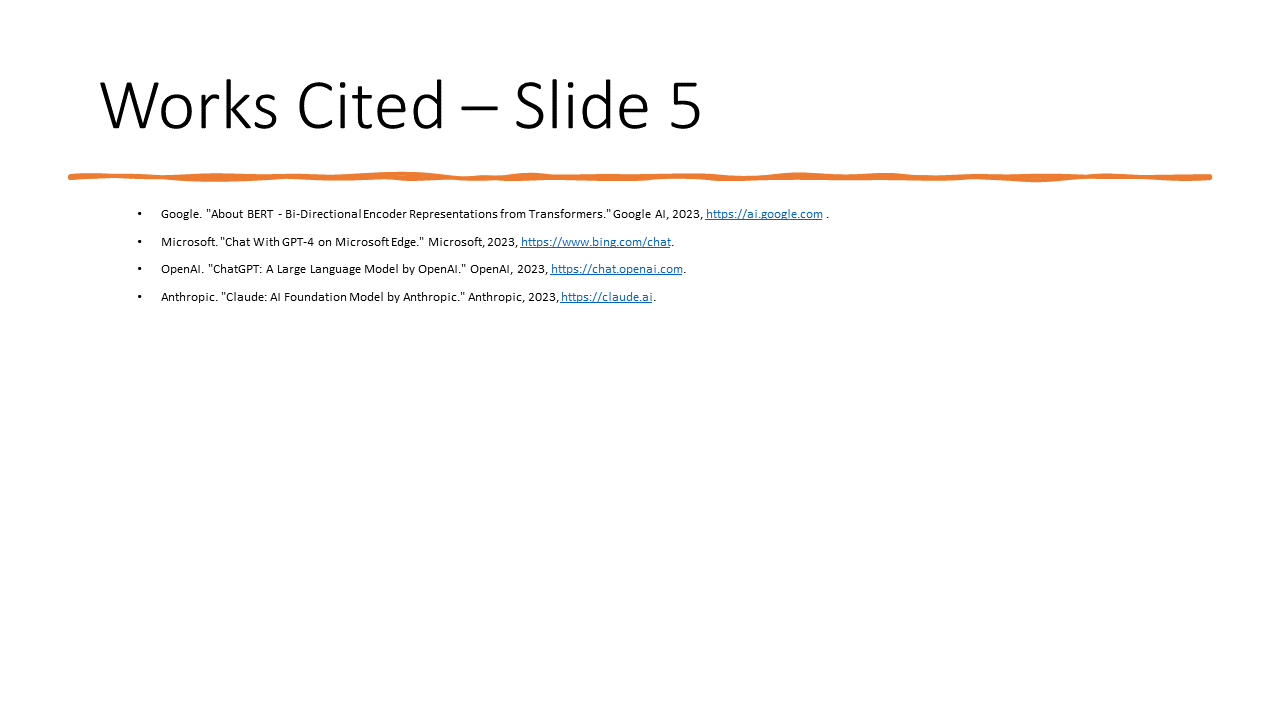 Works Cited – Slide 5
• Google. "About BERT - Bi-Directional Encoder Representations from Transformers." Google AI, 2023, https://ai.google.com .
• Microsoft. "Chat With GPT-4 on Microsoft Edge." Microsoft, 2023, https://www.bing.com/chat.
• OpenAI. "ChatGPT: A Large Language Model by OpenAI." OpenAI, 2023, https://chat.openai.com.
• Anthropic. "Claude: AI Foundation Model by Anthropic." Anthropic, 2023, https://claude.ai.